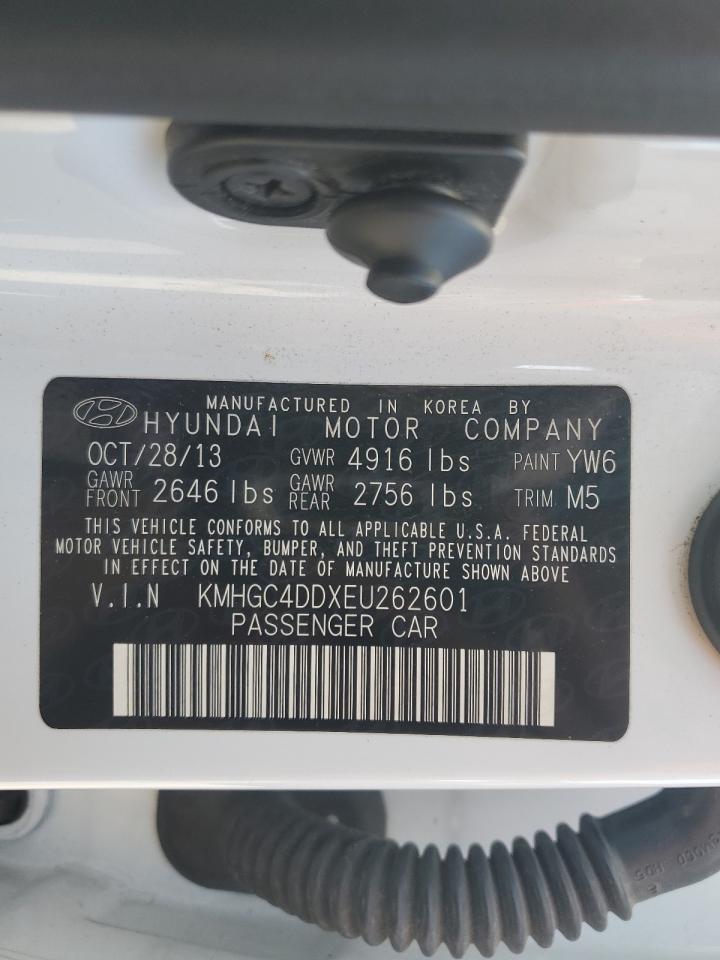 MANUFACTURED IN KOREA BY
HYUNDAI MOTOR COMPANY
OCT/28/13 GVWR 4916 lbs PAINT YW6
GAWR FRONT 2646 lbs GAWR REAR 2756 lbs TRIM M5
THIS VEHICLE CONFORMS TO ALL APPLICABLE U.S.A. FEDERAL
MOTOR VEHICLE SAFETY, BUMPER, AND THEFT PREVENTION STANDARDS
IN EFFECT ON THE DATE OF MANUFACTURE SHOWN ABOVE
V.I.N KMHGC4DDXEU262601
PASSENGER CAR